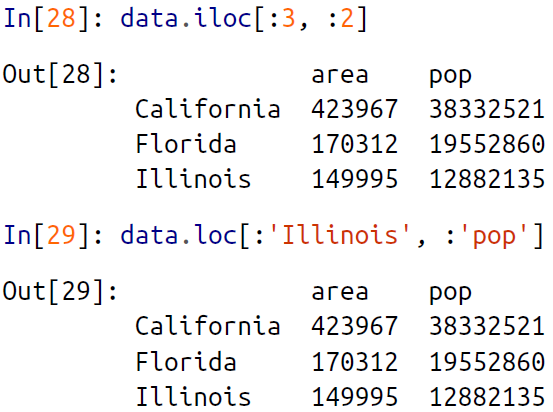 In[28]: data.iloc[:3, :2]
Out[28]: area pop
California 423967 38332521
Florida 170312 19552860
Illinois 149995 12882135
In[29]: data.loc[:'Illinois', :'pop']
Out[29]: area pop
California 423967 38332521
Florida 170312 19552860
Illinois 149995 12882135